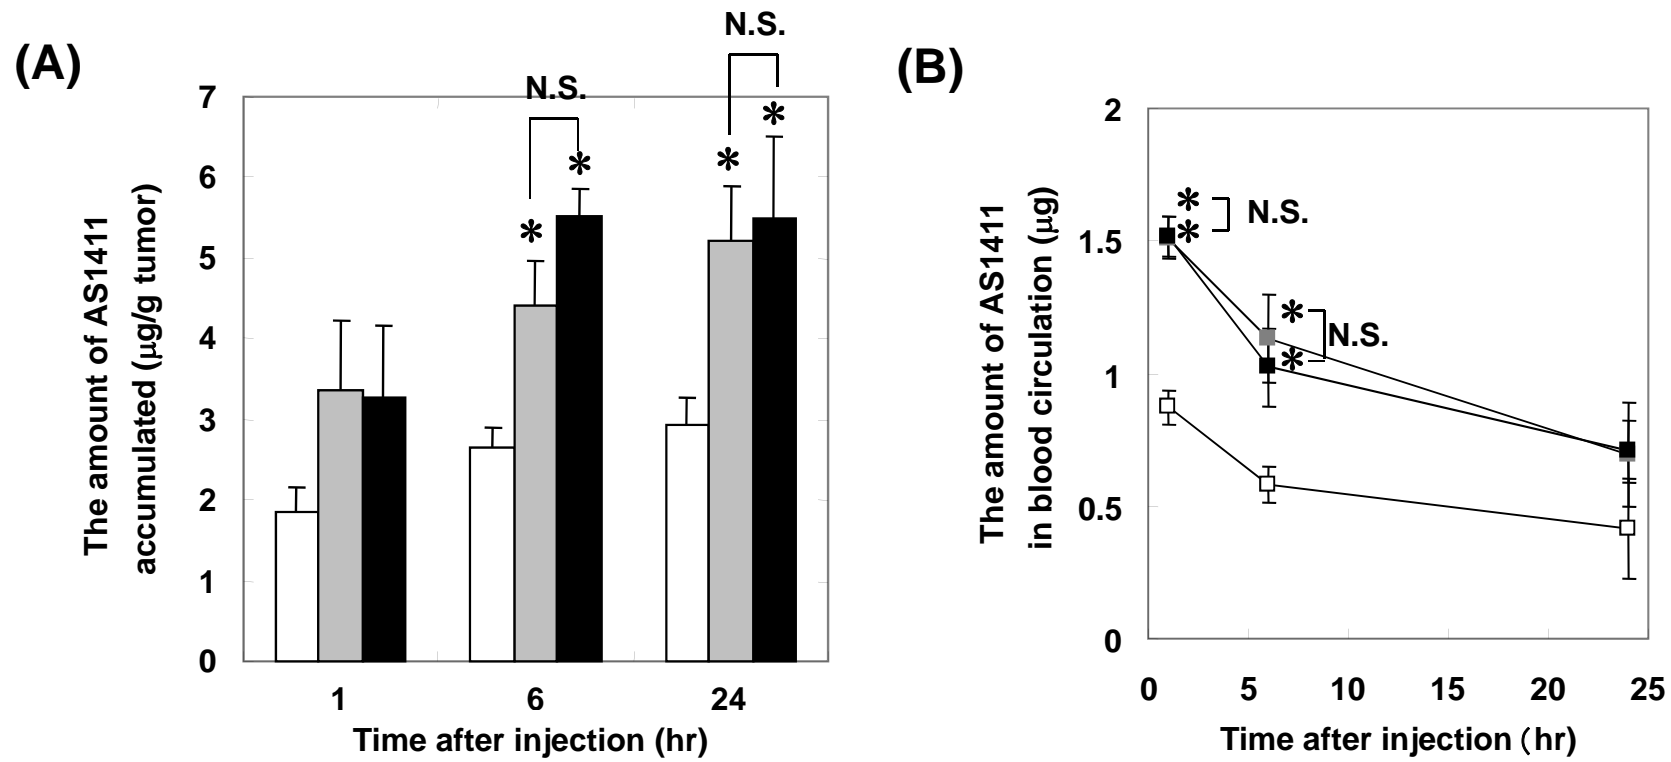 (A)
N.S.
N.S.
7
6
5
4
3
2
1
0
The amount of AS1411
accumulated (μg/g tumor)
*
*
*
*
1
6
24
Time after injection (hr)
(B)
2
1.5
1
0.5
0
The amount of AS1411
in blood circulation (μg)
*
*
N.S.
*
*
N.S.
0
5
10
15
20
25
Time after injection (hr)